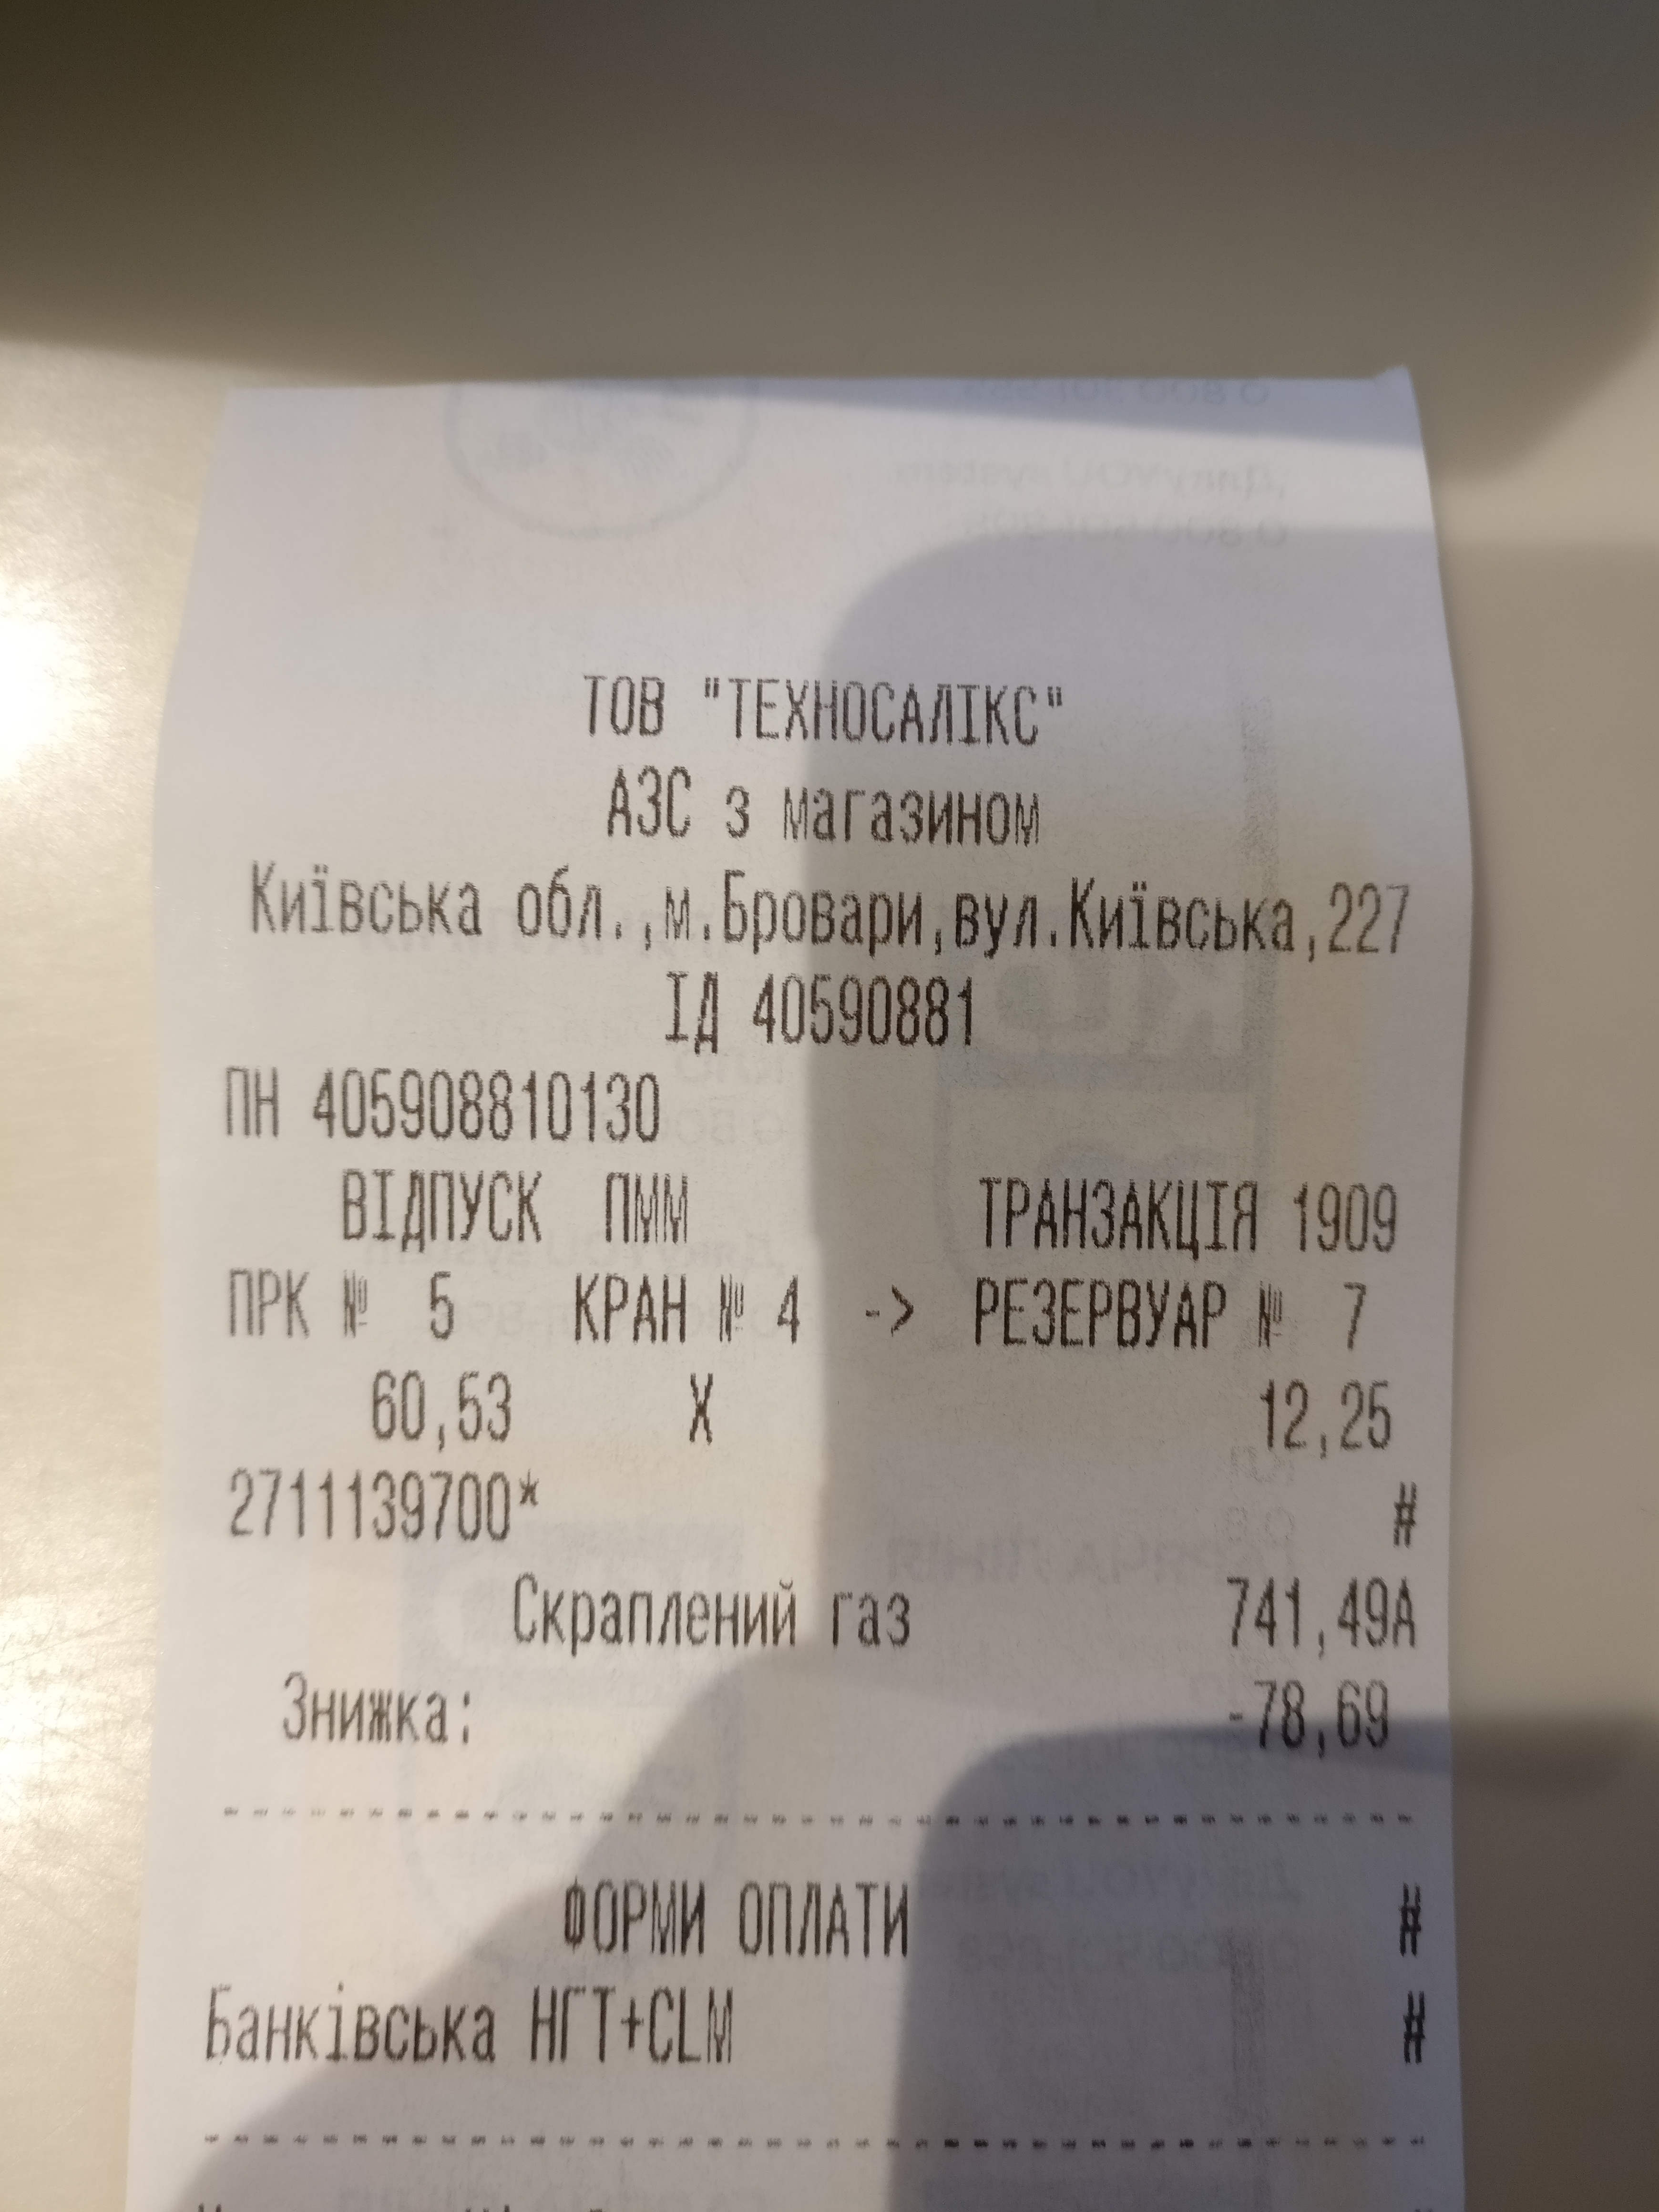 ТОВ "ТЕХНОСАЛІКС"
АЗС з магазином
Київська обл.,м.Бровари,вул.Київська,227
ІД 40590881
ПН 405908810130
ВІДПУСК ПММ ТРАНЗАКЦІЯ 1909
ПРК № 5 КРАН № 4 -> РЕЗЕРВУАР № 7
60,53 X 12,25
2711139700* #
Скраплений газ 741,49А
Знижка: -78,69
ФОРМИ ОПЛАТИ #
Банківська НГТ+CLM #